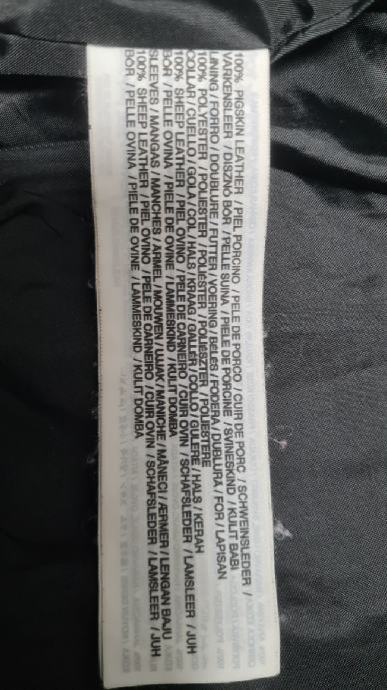 100% PIGSKIN LEATHER / PIEL PORCINO / PELE DE PORCO / CUIR DE PORC / SCHWEINSLEDER /
VARKENSLEER / DISZNÓ BŐR / PELLE SUINA / PIELE DE PORCINE / SVINESKIND / KULIT BABI
LINING / FORRO / DOUBLURE / FUTTER / VOERING / BÉLÉS / FODERA / DUBLURA / FOR / LAPISAN
100% POLYESTER / POLIÉSTER / POLIÉSTER / POLIÉSZTER / POLIESTERE
COLLAR / CUELLO / GOLA / COL / HALS / KRAAG / GALLÉR / COLLO / GULERE / HALS / KERAH
100% SHEEP LEATHER / PIEL OVINO / PELE DE CARNEIRO / CUIR OVIN / SCHAFSLEDER / LAMSLEER / JUH
BŐR / PELLE OVINA / PIELE DE OVINE / LAMMESKIND / KULIT DOMBA
SLEEVES / MANGAS / MANCHES / ÄRMEL / MOUWEN / UJJAK / MANICHE / MÂNECI / ÆRMER / LENGAN BAJU
100% SHEEP LEATHER / PIEL OVINO / PELE DE CARNEIRO / CUIR OVIN / SCHAFSLEDER / LAMSLEER / JUH
BŐR / PELLE OVINA / PIELE DE OVINE / LAMMESKIND / KULIT DOMBA